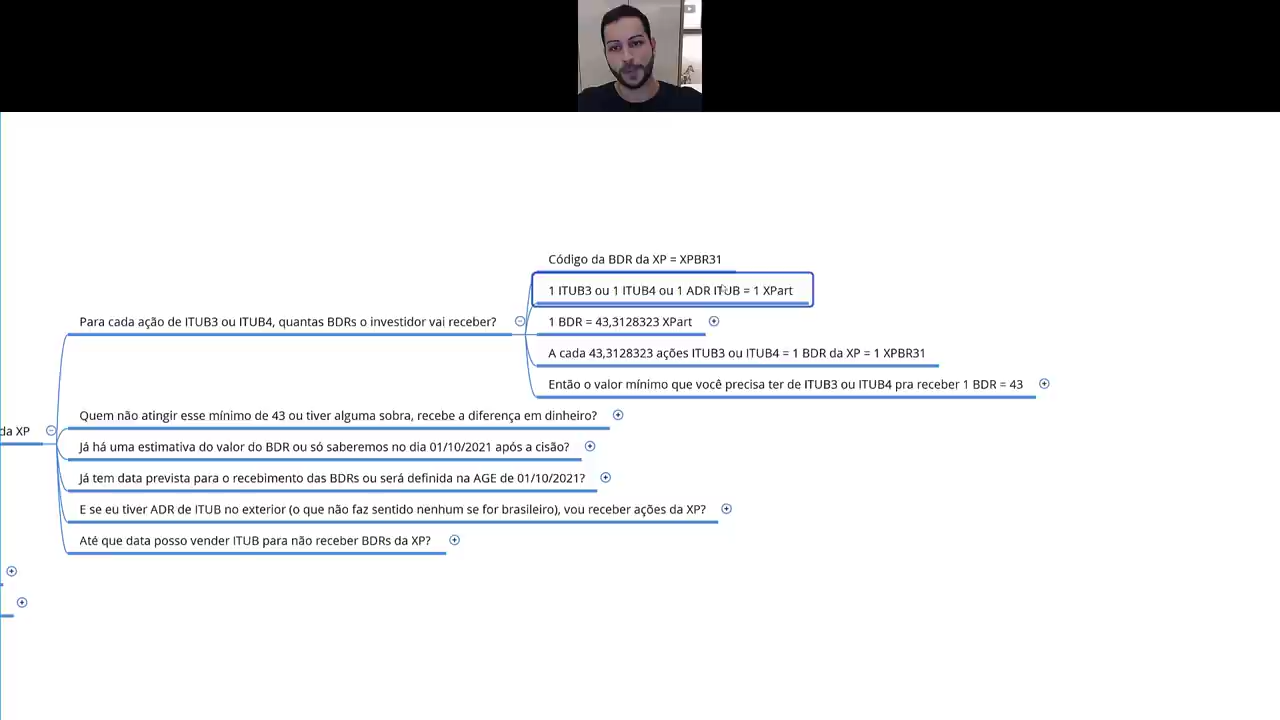 Código da BDR da XP = XPBR31
1 ITUB3 ou 1 ITUB4 ou 1 ADR ITUB = 1 XPart
Para cada ação de ITUB3 ou ITUB4, quantas BDRs o investidor vai receber?
1 BDR = 43,3128323 XPart
A cada 43,3128323 ações ITUB3 ou ITUB4 = 1 BDR da XP = 1 XPBR31
Então o valor mínimo que você precisa ter de ITUB3 ou ITUB4 pra receber 1 BDR = 43
Quem não atingir esse mínimo de 43 ou tiver alguma sobra, recebe a diferença em dinheiro?
da XP
Já há uma estimativa do valor do BDR ou só saberemos no dia 01/10/2021 após a cisão?
Já tem data prevista para o recebimento das BDRs ou será definida na AGE de 01/10/2021?
E se eu tiver ADR de ITUB no exterior (o que não faz sentido nenhum se for brasileiro), vou receber ações da XP?
Até que data posso vender ITUB para não receber BDRs da XP?